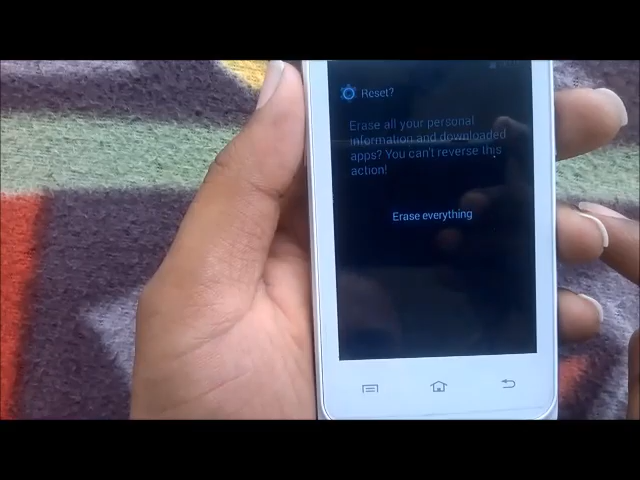 Reset?
Erase all your personal
information and downloaded
apps? You can't reverse this
action!
Erase everything